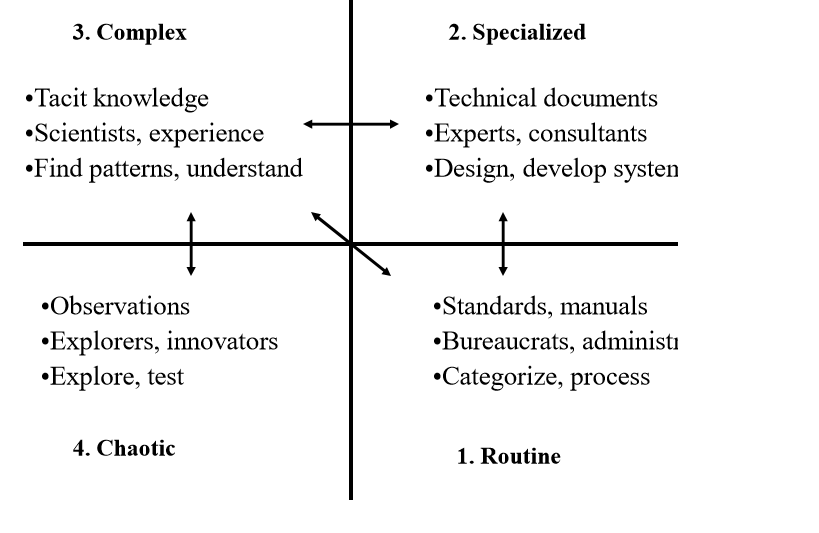 3. Complex
•Tacit knowledge
•Scientists, experience
•Find patterns, understand
2. Specialized
•Technical documents
•Experts, consultants
•Design, develop
•Observations
•Explorers, innovators
•Explore, test
4. Chaotic
•Standards, manuals
•Bureaucrats,
•Categorize, process
1. Routine